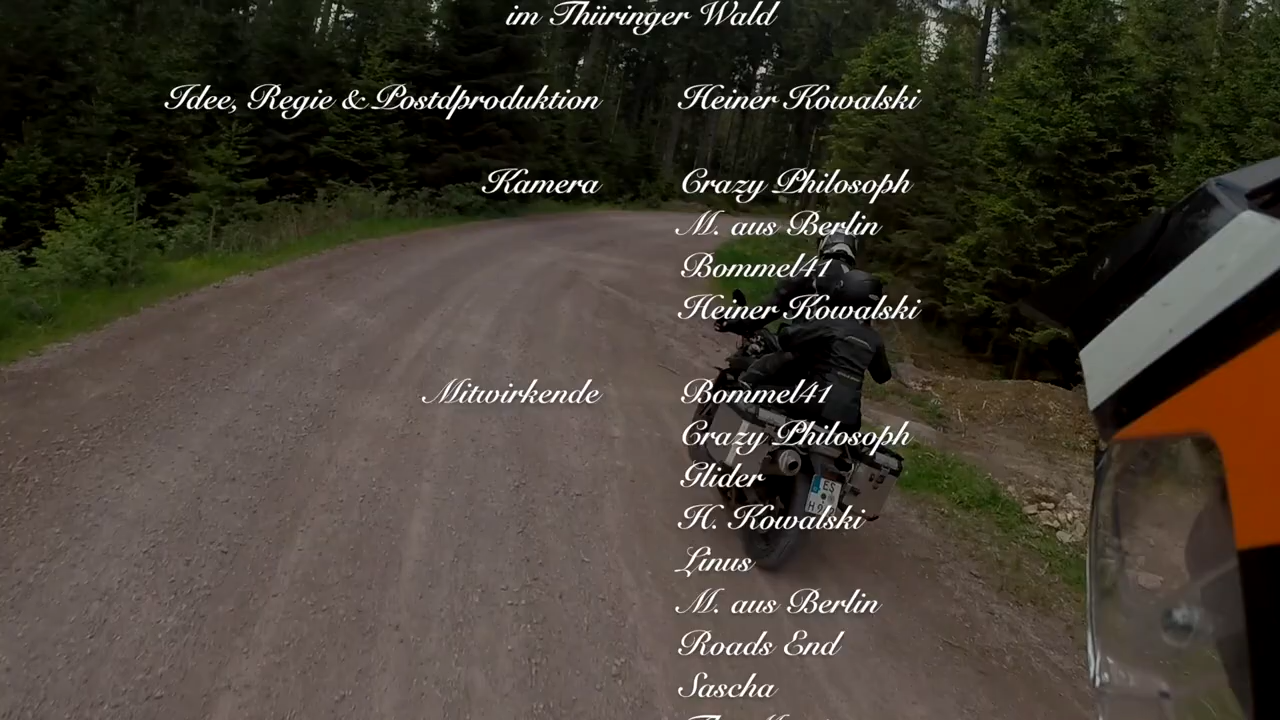 im Thüringer Wald
Idee, Regie & Postdproduktion Heiner Kowalski
Kamera Crazy Philosoph
M. aus Berlin
Bommel41
Heiner Kowalski
Mitwirkende Bommel41
Crazy Philosoph
Glider
H. Kowalski
Linus
M. aus Berlin
Roads End
Sascha
ES
H